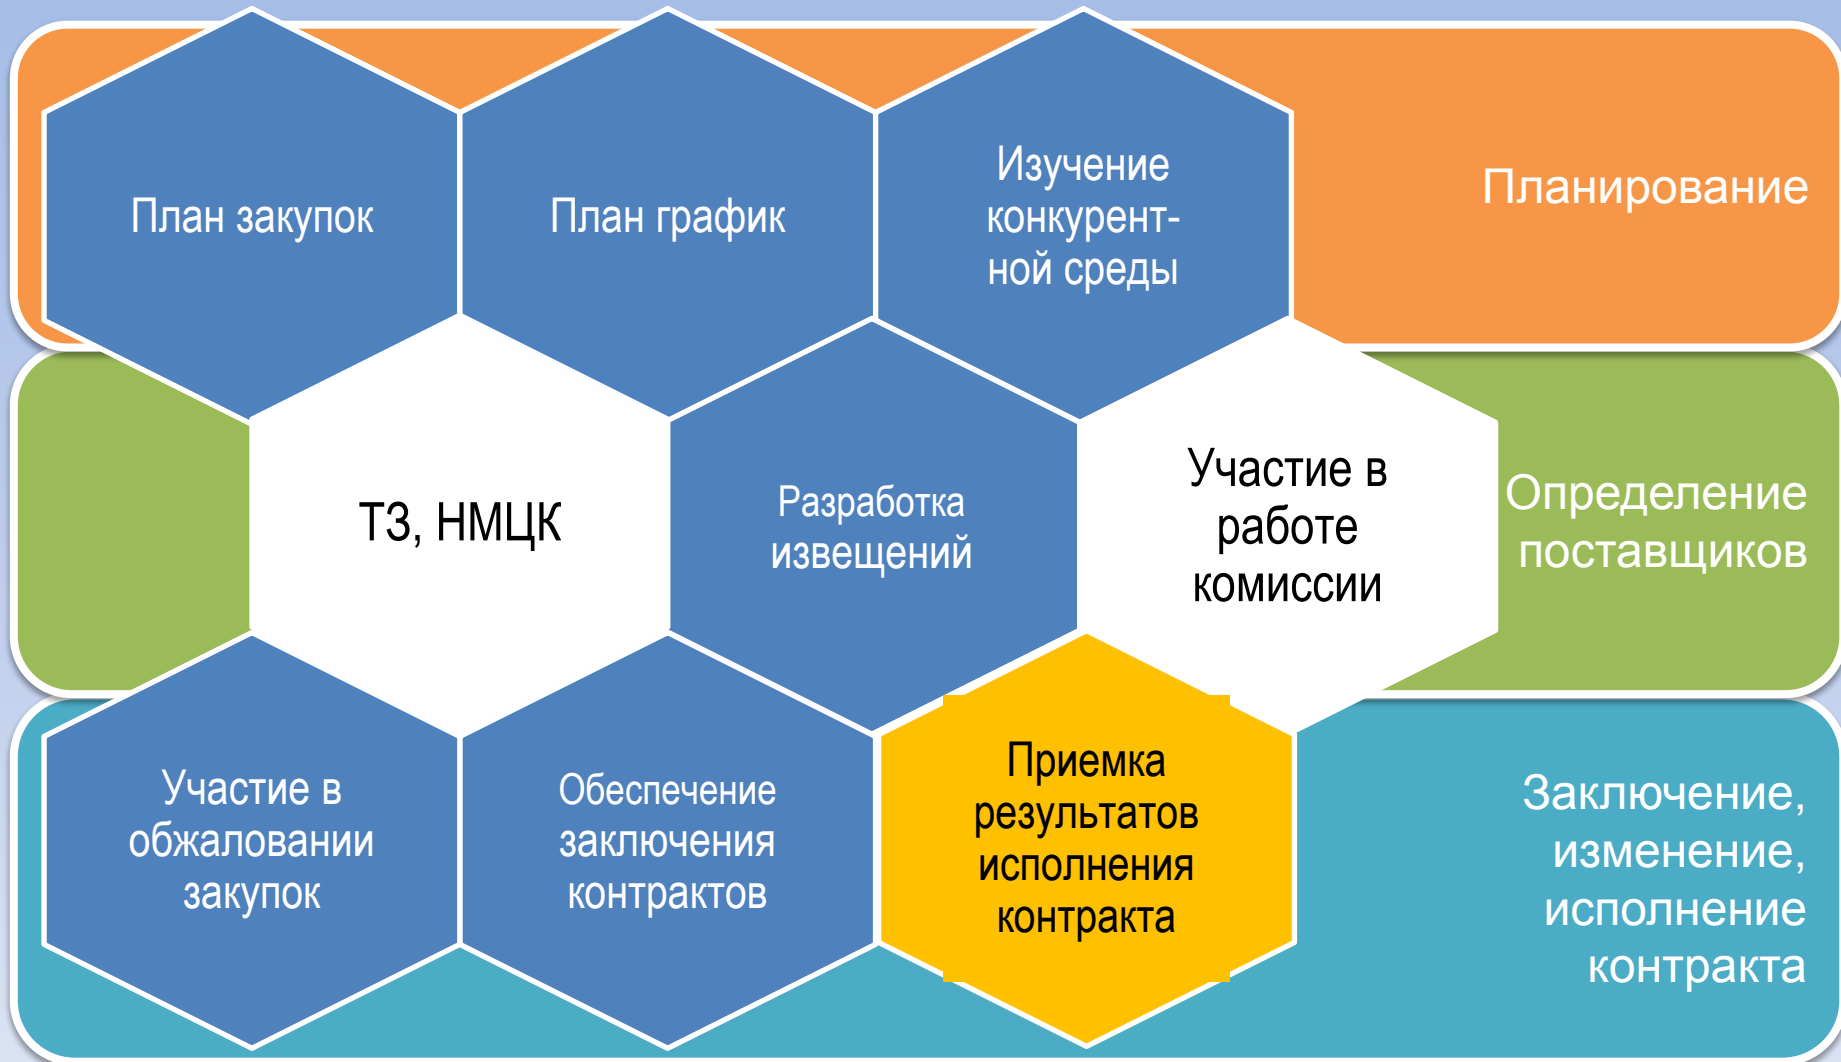 План закупок
План график
Изучение
конкурент-
ной среды
Планирование
ТЗ, НМЦК
Разработка
извещений
Участие в
работе
комиссии
Определение
поставщиков
Участие в
обжаловании
закупок
Обеспечение
заключения
контрактов
Приемка
результатов
исполнения
контракта
Заключение,
изменение,
исполнение
контракта